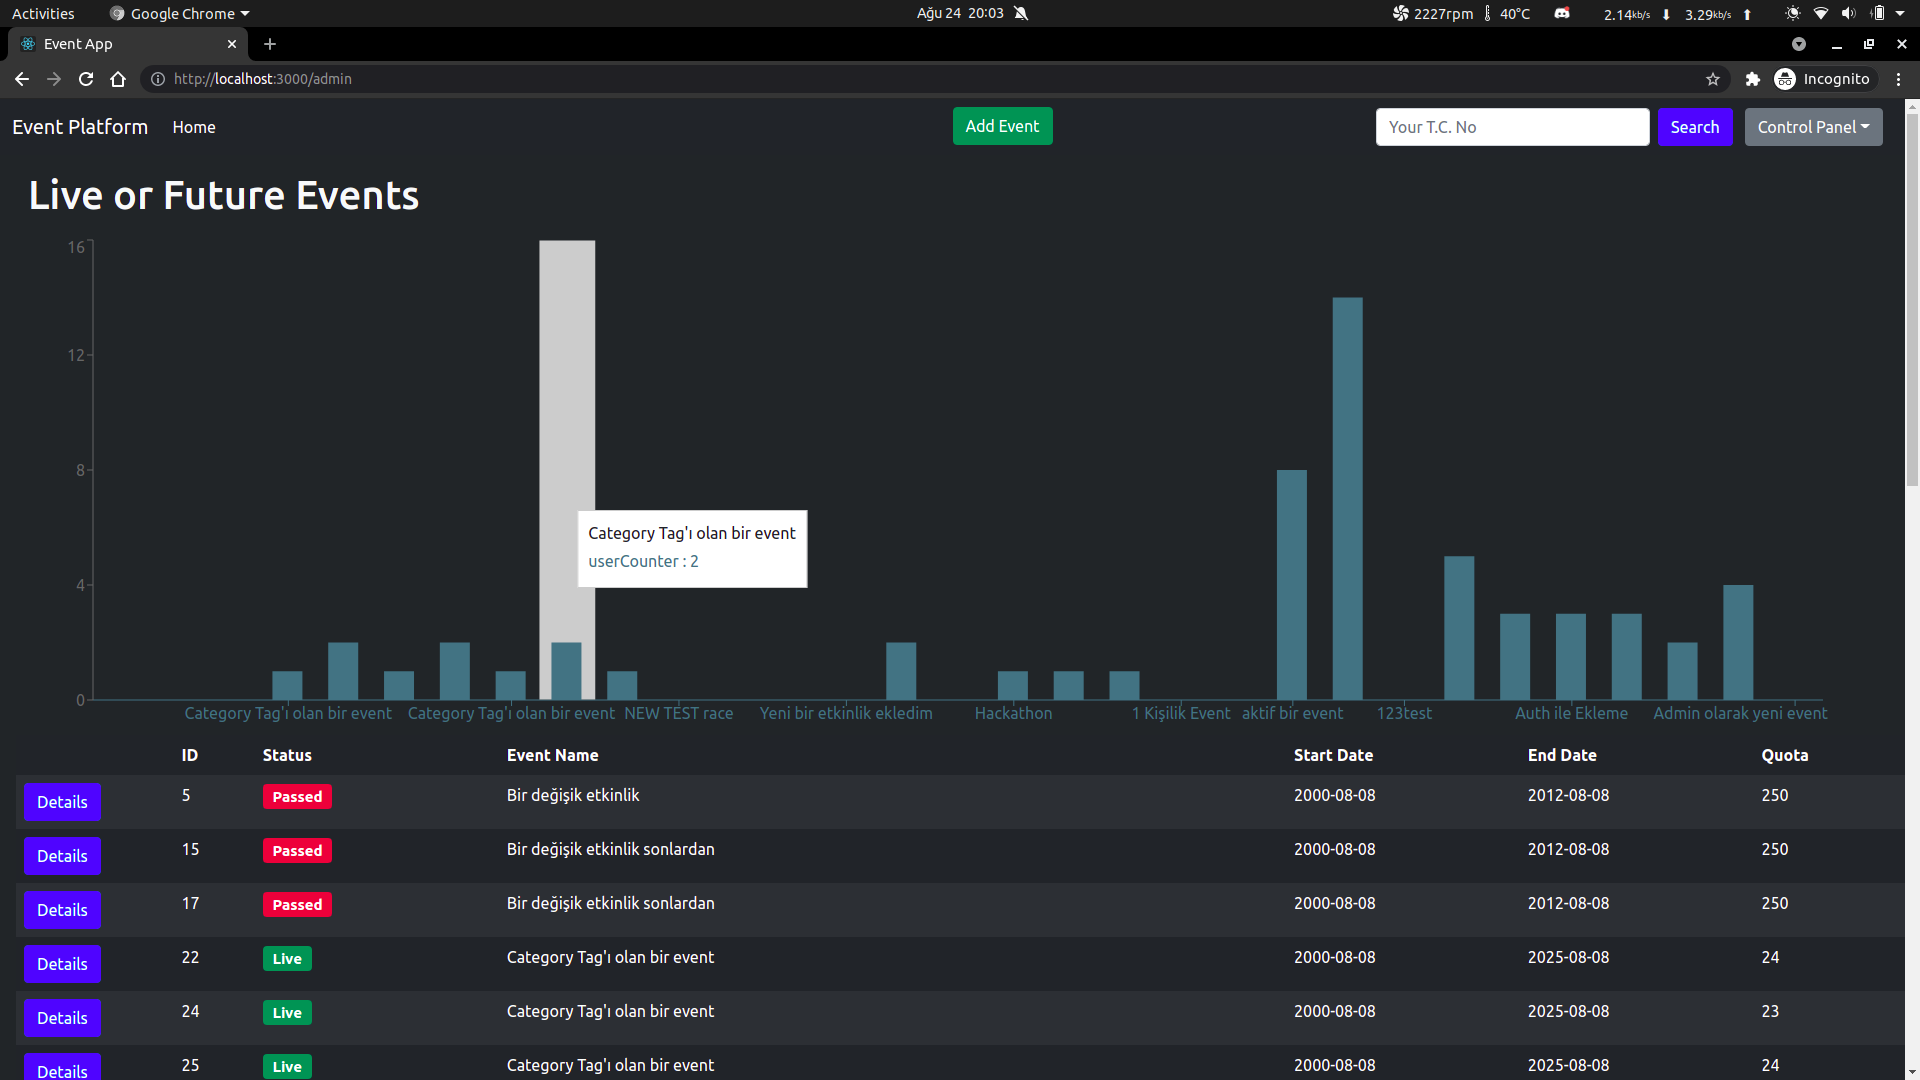 Activities Google Chrome Ağu 24 20:03 2227rpm 40°C 2.14kb/s 3.29kb/s
Event App
http://localhost:3000/admin Incognito
Event Platform Home Add Event Your T.C. No Search Control Panel
Live or Future Events
16
12
8
4
0
Category Tag'ı olan bir event
userCounter : 2
Category Tag'ı olan bir event Category Tag'ı olan bir event NEW TEST race Yeni bir etkinlik ekledim Hackathon 1 Kişilik Event aktif bir event 123test Auth ile Ekleme Admin olarak yeni event
ID Status Event Name Start Date End Date Quota
Details 5 Passed Bir değişik etkinlik 2000-08-08 2012-08-08 250
Details 15 Passed Bir değişik etkinlik sonlardan 2000-08-08 2012-08-08 250
Details 17 Passed Bir değişik etkinlik sonlardan 2000-08-08 2012-08-08 250
Details 22 Live Category Tag'ı olan bir event 2000-08-08 2025-08-08 24
Details 24 Live Category Tag'ı olan bir event 2000-08-08 2025-08-08 23
Details 25 Live Category Tag'ı olan bir event 2000-08-08 2025-08-08 24